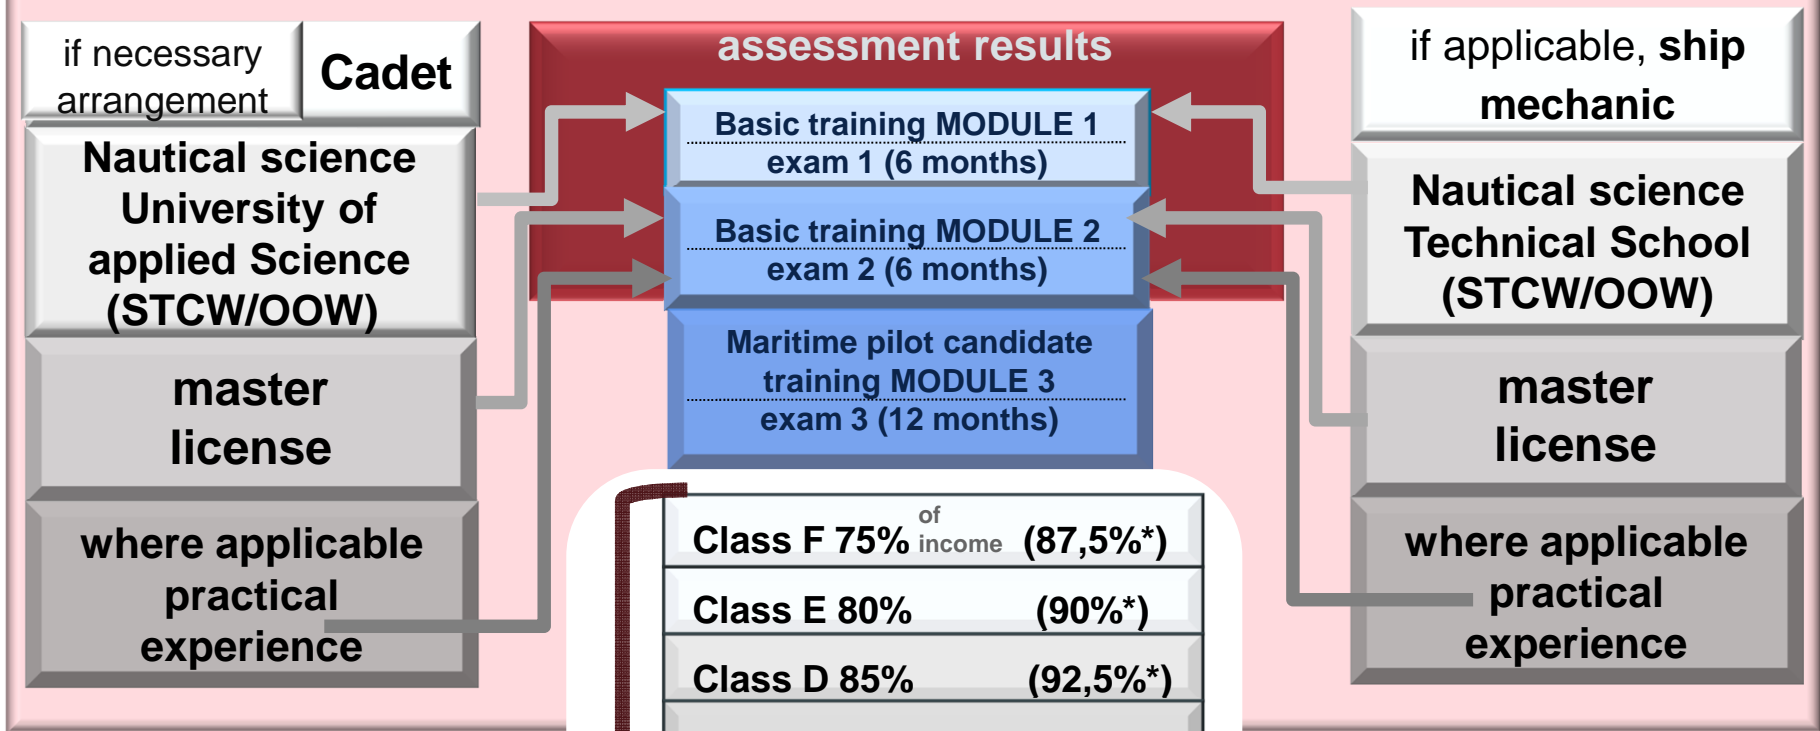 if necessary
arrangement
Cadet
Nautical science
University of
applied Science
(STCW/OOW)
master
license
where applicable
practical
experience
assessment results
Basic training MODULE 1
exam 1 (6 months)
Basic training MODULE 2
exam 2 (6 months)
Maritime pilot candidate
training MODULE 3
exam 3 (12 months)
Class F 75% of income (87,5%*)
Class E 80% (90%*)
Class D 85% (92,5%*)
if applicable, ship
mechanic
Nautical science
Technical School
(STCW/OOW)
master
license
where applicable
practical
experience